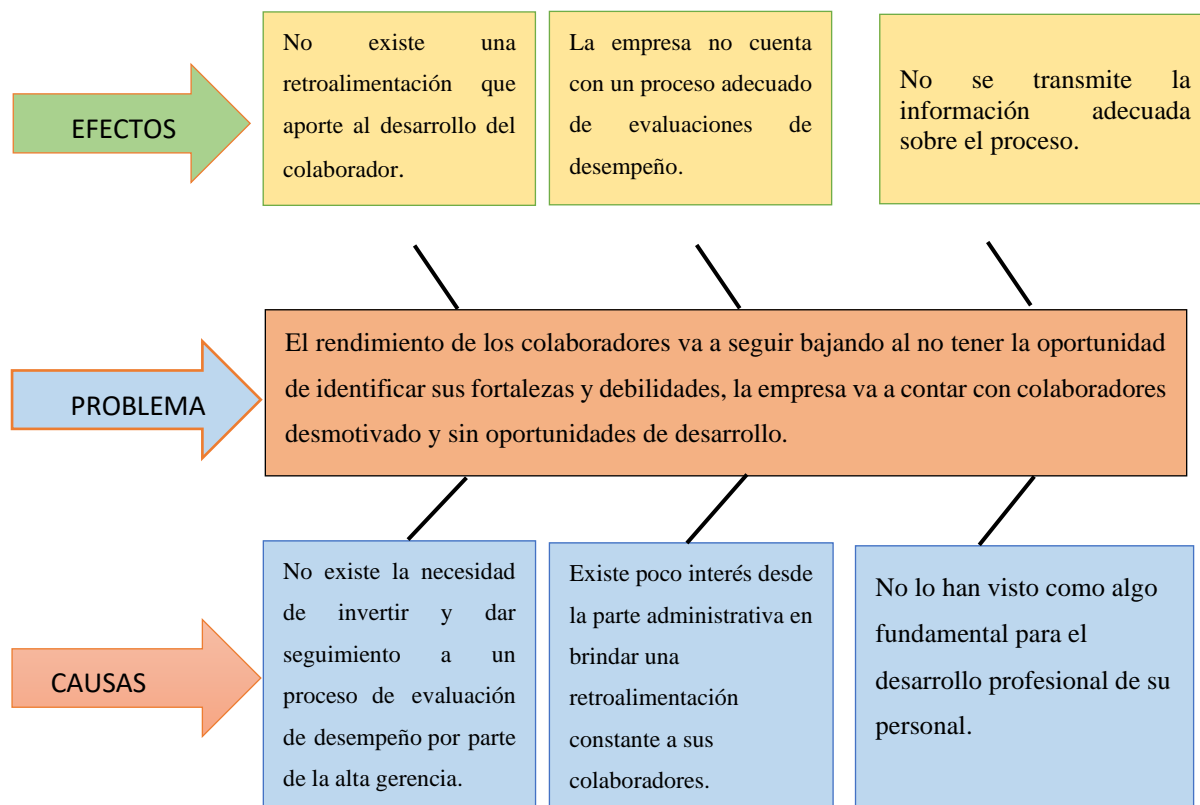 EFECTOS
No existe una
retroalimentación que
aporte al desarrollo del
colaborador.
La empresa no cuenta
con un proceso adecuado
de evaluaciones de
desempeño.
No se transmite la
información adecuada
sobre el proceso.
PROBLEMA
El rendimiento de los colaboradores va a seguir bajando al no tener la oportunidad
de identificar sus fortalezas y debilidades, la empresa va a contar con colaboradores
desmotivado y sin oportunidades de desarrollo.
CAUSAS
No existe la necesidad
de invertir y dar
seguimiento a un
proceso de evaluación
de desempeño por parte
de la alta gerencia.
Existe poco interés desde
la parte administrativa en
brindar una
retroalimentación
constante a sus
colaboradores.
No lo han visto como algo
fundamental para el
desarrollo profesional de su
personal.